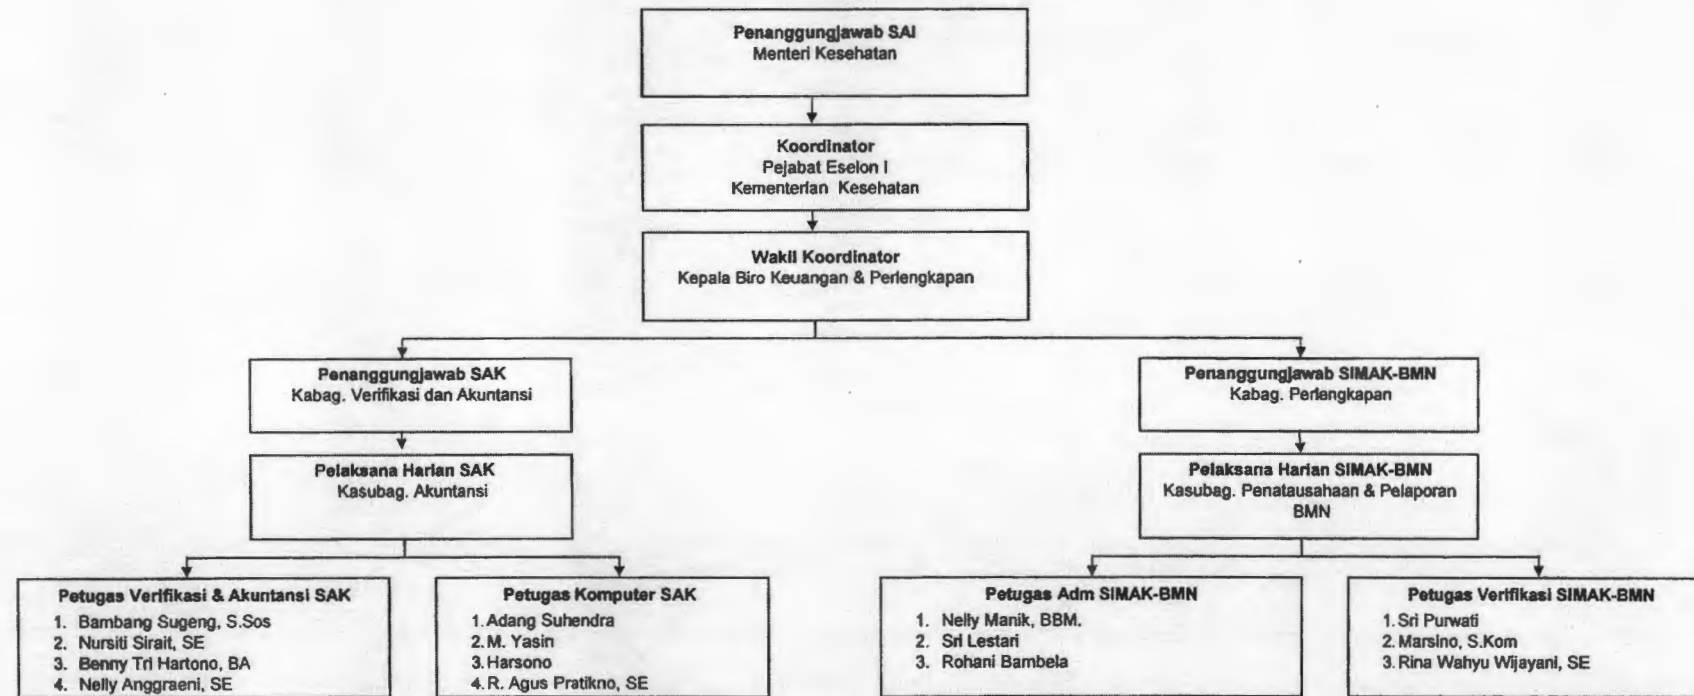 Penanggungjawab SAI
Menteri Kesehatan
Koordinator
Pejabat Eselon I
Kementerian Kesehatan
Wakil Koordinator
Kepala Biro Keuangan & Perlengkapan
Penanggungjawab SAK
Kabag. Verifikasi dan Akuntansi
Penanggungjawab SIMAK-BMN
Kabag. Perlengkapan
Pelaksana Harian SAK
Kasubag. Akuntansi
Pelaksana Harian SIMAK-BMN
Kasubag. Penatausahaan & Pelaporan
BMN
Petugas Verifikasi & Akuntansi SAK
1. Bambang Sugeng, S.Sos
2. Nursiti Sirait, SE
3. Benny Tri Hartono, BA
4. Nelly Anggraeni, SE
Petugas Komputer SAK
1. Adang Suhendra
2. M. Yasin
3. Harsono
4. R. Agus Pratikno, SE
Petugas Adm SIMAK-BMN
1. Nelly Manik, BBM.
2. Sri Lestari
3. Rohani Bambela
Petugas Verifikasi SIMAK-BMN
1. Sri Purwati
2. Marsino, S.Kom
3. Rina Wahyu Wijayani, SE